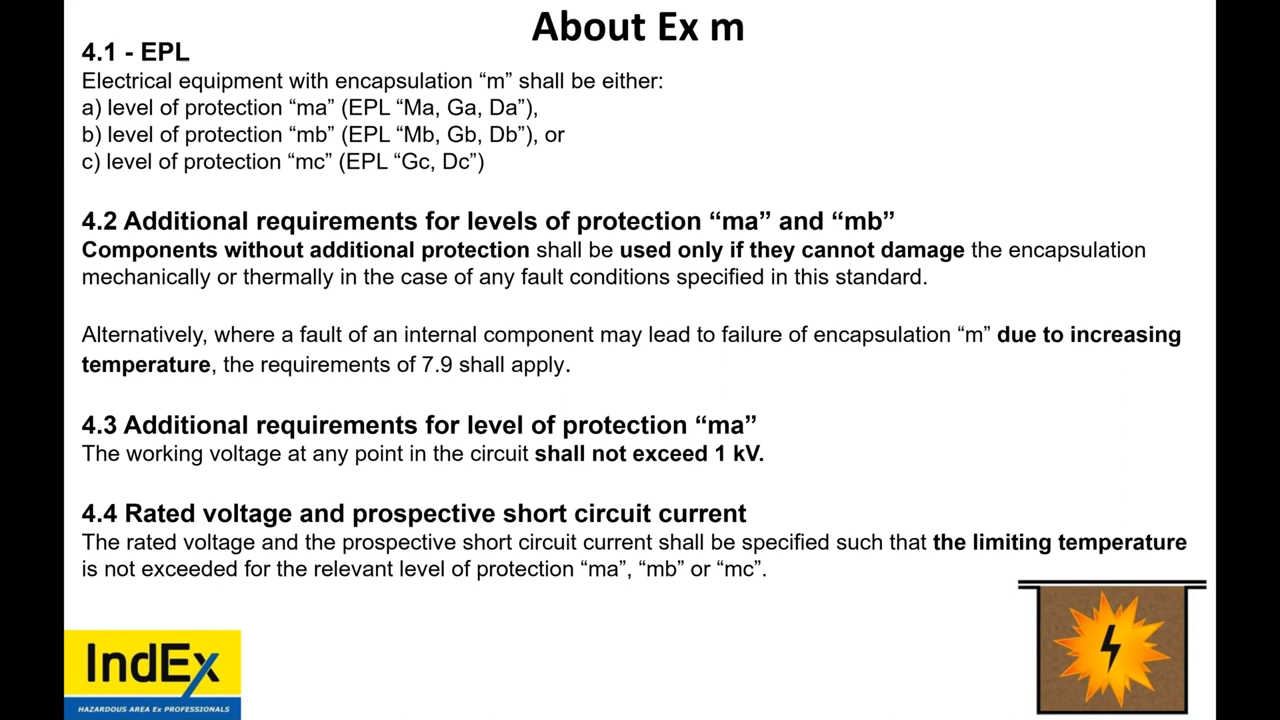 About Ex m
4.1 - EPL
Electrical equipment with encapsulation “m” shall be either:
a) level of protection “ma” (EPL “Ma, Ga, Da”),
b) level of protection “mb” (EPL “Mb, Gb, Db”), or
c) level of protection “mc” (EPL “Gc, Dc”)
4.2 Additional requirements for levels of protection “ma” and “mb”
Components without additional protection shall be used only if they cannot damage the encapsulation
mechanically or thermally in the case of any fault conditions specified in this standard.
Alternatively, where a fault of an internal component may lead to failure of encapsulation “m” due to increasing
temperature, the requirements of 7.9 shall apply.
4.3 Additional requirements for level of protection “ma”
The working voltage at any point in the circuit shall not exceed 1 kV.
4.4 Rated voltage and prospective short circuit current
The rated voltage and the prospective short circuit current shall be specified such that the limiting temperature
is not exceeded for the relevant level of protection “ma”, “mb” or “mc”.
IndEx
HAZARDOUS AREA Ex PROFESSIONALS